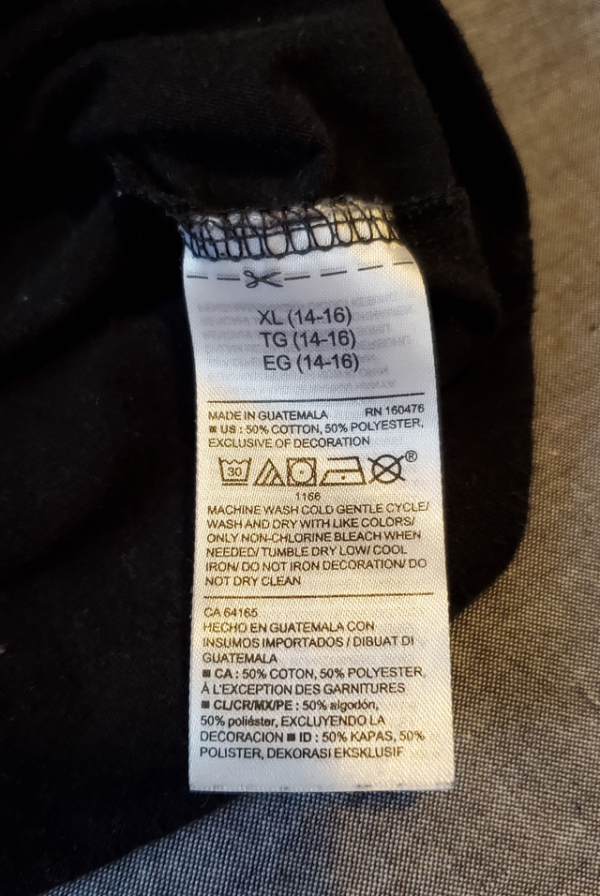 XL (14-16)
TG (14-16)
EG (14-16)
MADE IN GUATEMALA RN 160476
■ US : 50% COTTON, 50% POLYESTER,
EXCLUSIVE OF DECORATION
30 ®
1166
MACHINE WASH COLD GENTLE CYCLE/
WASH AND DRY WITH LIKE COLORS/
ONLY NON-CHLORINE BLEACH WHEN
NEEDED/ TUMBLE DRY LOW/ COOL
IRON/ DO NOT IRON DECORATION/ DO
NOT DRY CLEAN
CA 64165
HECHO EN GUATEMALA CON
INSUMOS IMPORTADOS / DIBUAT DI
GUATEMALA
■ CA : 50% COTON, 50% POLYESTER,
À L'EXCEPTION DES GARNITURES
■ CL/CR/MX/PE : 50% algodón,
50% poliéster, EXCLUYENDO LA
DECORACION ■ ID : 50% KAPAS, 50%
POLISTER, DEKORASI EKSKLUSIF